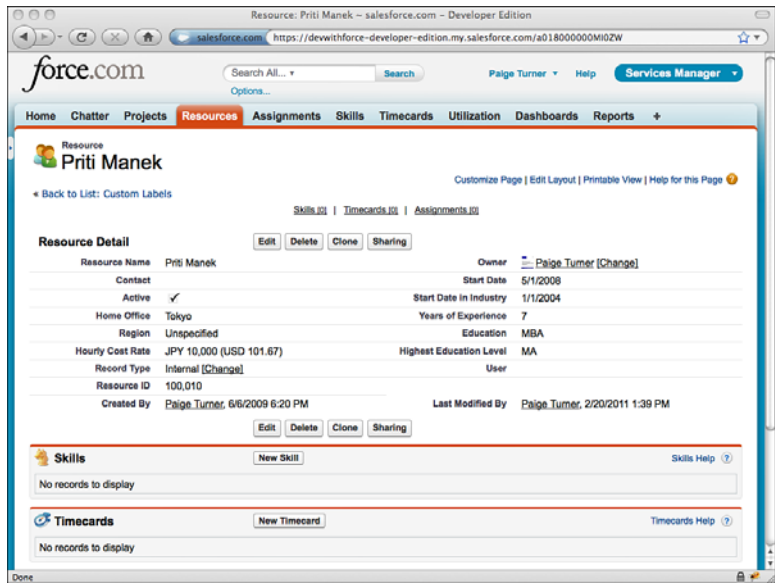 Resource: Priti Manek ~ salesforce.com – Developer Edition
salesforce.com https://devwithforce-developer-edition.my.salesforce.com/a018000000MI0ZW
force.com Search All... Search Paige Turner Help Services Manager
Options...
Home Chatter Projects Resources Assignments Skills Timecards Utilization Dashboards Reports +
Resource
Priti Manek
Customize Page | Edit Layout | Printable View | Help for this Page ?
« Back to List: Custom Labels
Skills [0] | Timecards [0] | Assignments [0]
Resource Detail Edit Delete Clone Sharing
Resource Name Priti Manek Owner Paige Turner [Change]
Contact Start Date 5/1/2008
Active ✓ Start Date in Industry 1/1/2004
Home Office Tokyo Years of Experience 7
Region Unspecified Education MBA
Hourly Cost Rate JPY 10,000 (USD 101.67) Highest Education Level MA
Record Type Internal [Change] User
Resource ID 100,010
Created By Paige Turner, 6/6/2009 6:20 PM Last Modified By Paige Turner, 2/20/2011 1:39 PM
Edit Delete Clone Sharing
Skills New Skill Skills Help ?
No records to display
Timecards New Timecard Timecards Help ?
No records to display
Done